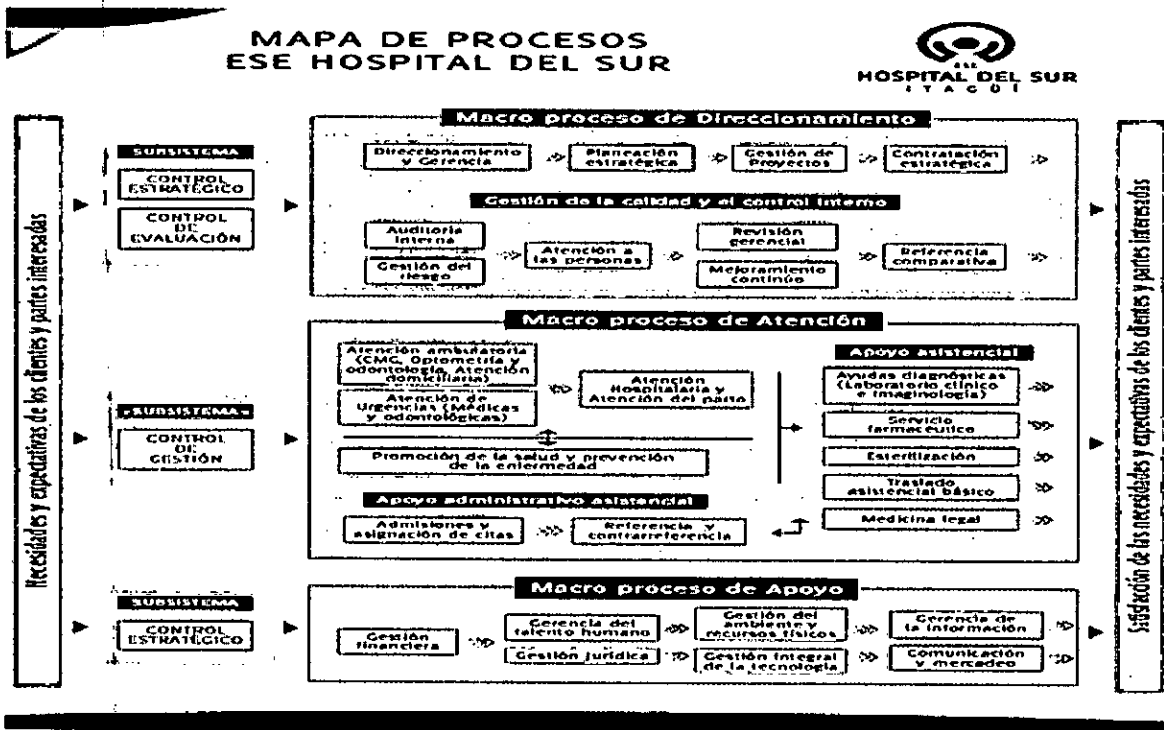 MAPA DE PROCESOS
ESE HOSPITAL DEL SUR
ESE
HOSPITAL DEL SUR
ITAGÜÍ
Necesidades y expectativas de los clientes y partes interesadas
SUBSISTEMA
CONTROL
ESTRATÉGICO
CONTROL
DE
EVALUACIÓN
Macro proceso de Direccionamiento
Direccionamiento
y Gerencia
Planeación
estratégica
Gestión de
Proyectos
Contratación
estratégica
Gestión de la calidad y el control interno
Auditoría
Interna
Gestión del
riesgo
Atención a
las personas
Revisión
gerencial
Mejoramiento
continúo
Referencia
comparativa
SUBSISTEMA
CONTROL
DE
GESTIÓN
Macro proceso de Atención
Atención ambulatoria
(CMG, Optometría y
odontología, Atención
domiciliaria)
Atención de
Urgencias (Médicas
y odontológicas)
Atención
Hospitalaria y
Atención del parto
Promoción de la salud y prevención
de la enfermedad
Apoyo administrativo asistencial
Admisiones y
asignación de citas
Referencia y
contrarreferencia
Apoyo asistencial
Ayudas diagnósticas
(Laboratorio clínico
e Imaginología)
Servicio
farmacéutico
Esterilización
Traslado
asistencial básico
Medicina legal
SUBSISTEMA
CONTROL
ESTRATÉGICO
Macro proceso de Apoyo
Gestión
financiera
Gerencia del
talento humano
Gestión jurídica
Gestión del
ambiente y
recursos físicos
Gestión integral
de la tecnología
Gerencia de
la información
Comunicación
y mercadeo
Satisfacción de las necesidades y expectativas de los clientes y partes interesadas